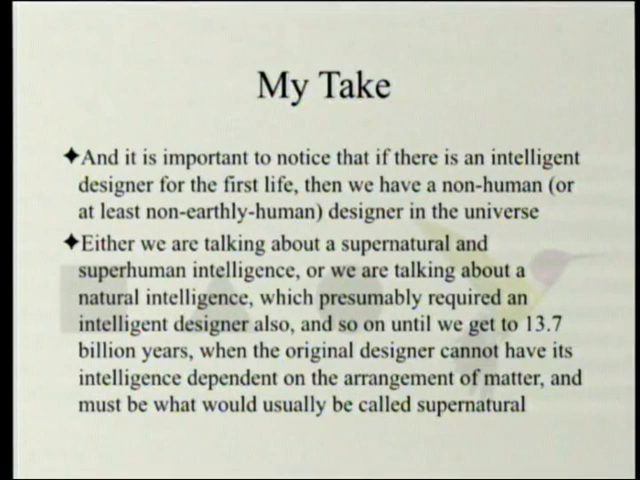 My Take
✦And it is important to notice that if there is an intelligent
designer for the first life, then we have a non-human (or
at least non-earthly-human) designer in the universe
✦Either we are talking about a supernatural and
superhuman intelligence, or we are talking about a
natural intelligence, which presumably required an
intelligent designer also, and so on until we get to 13.7
billion years, when the original designer cannot have its
intelligence dependent on the arrangement of matter, and
must be what would usually be called supernatural